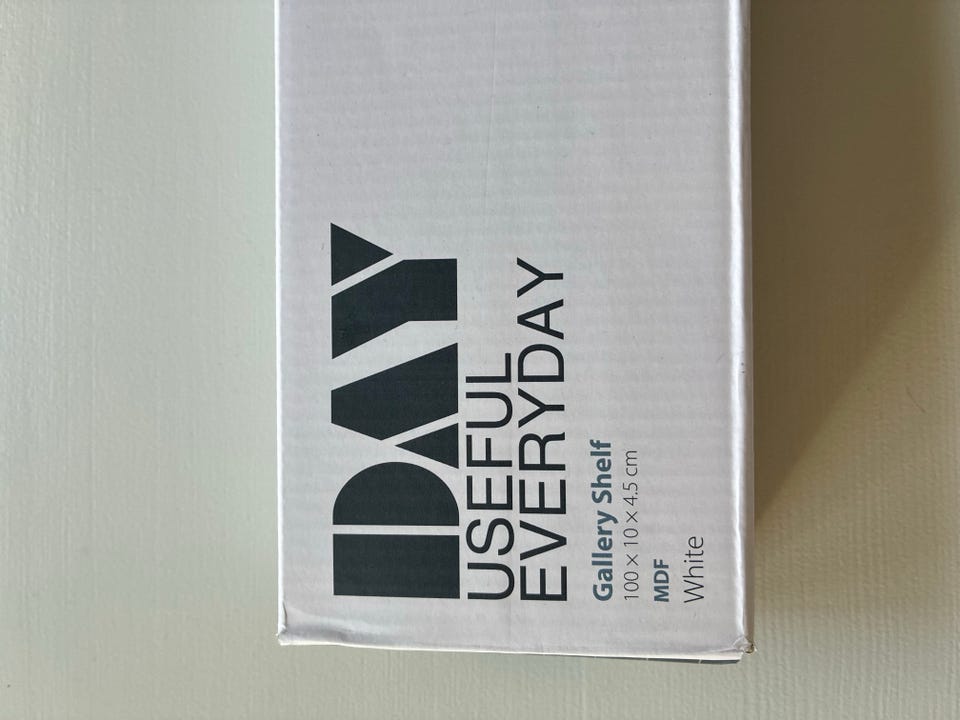 DAY
USEFUL
EVERYDAY
Gallery Shelf
100 × 10 × 4.5 cm
MDF
White